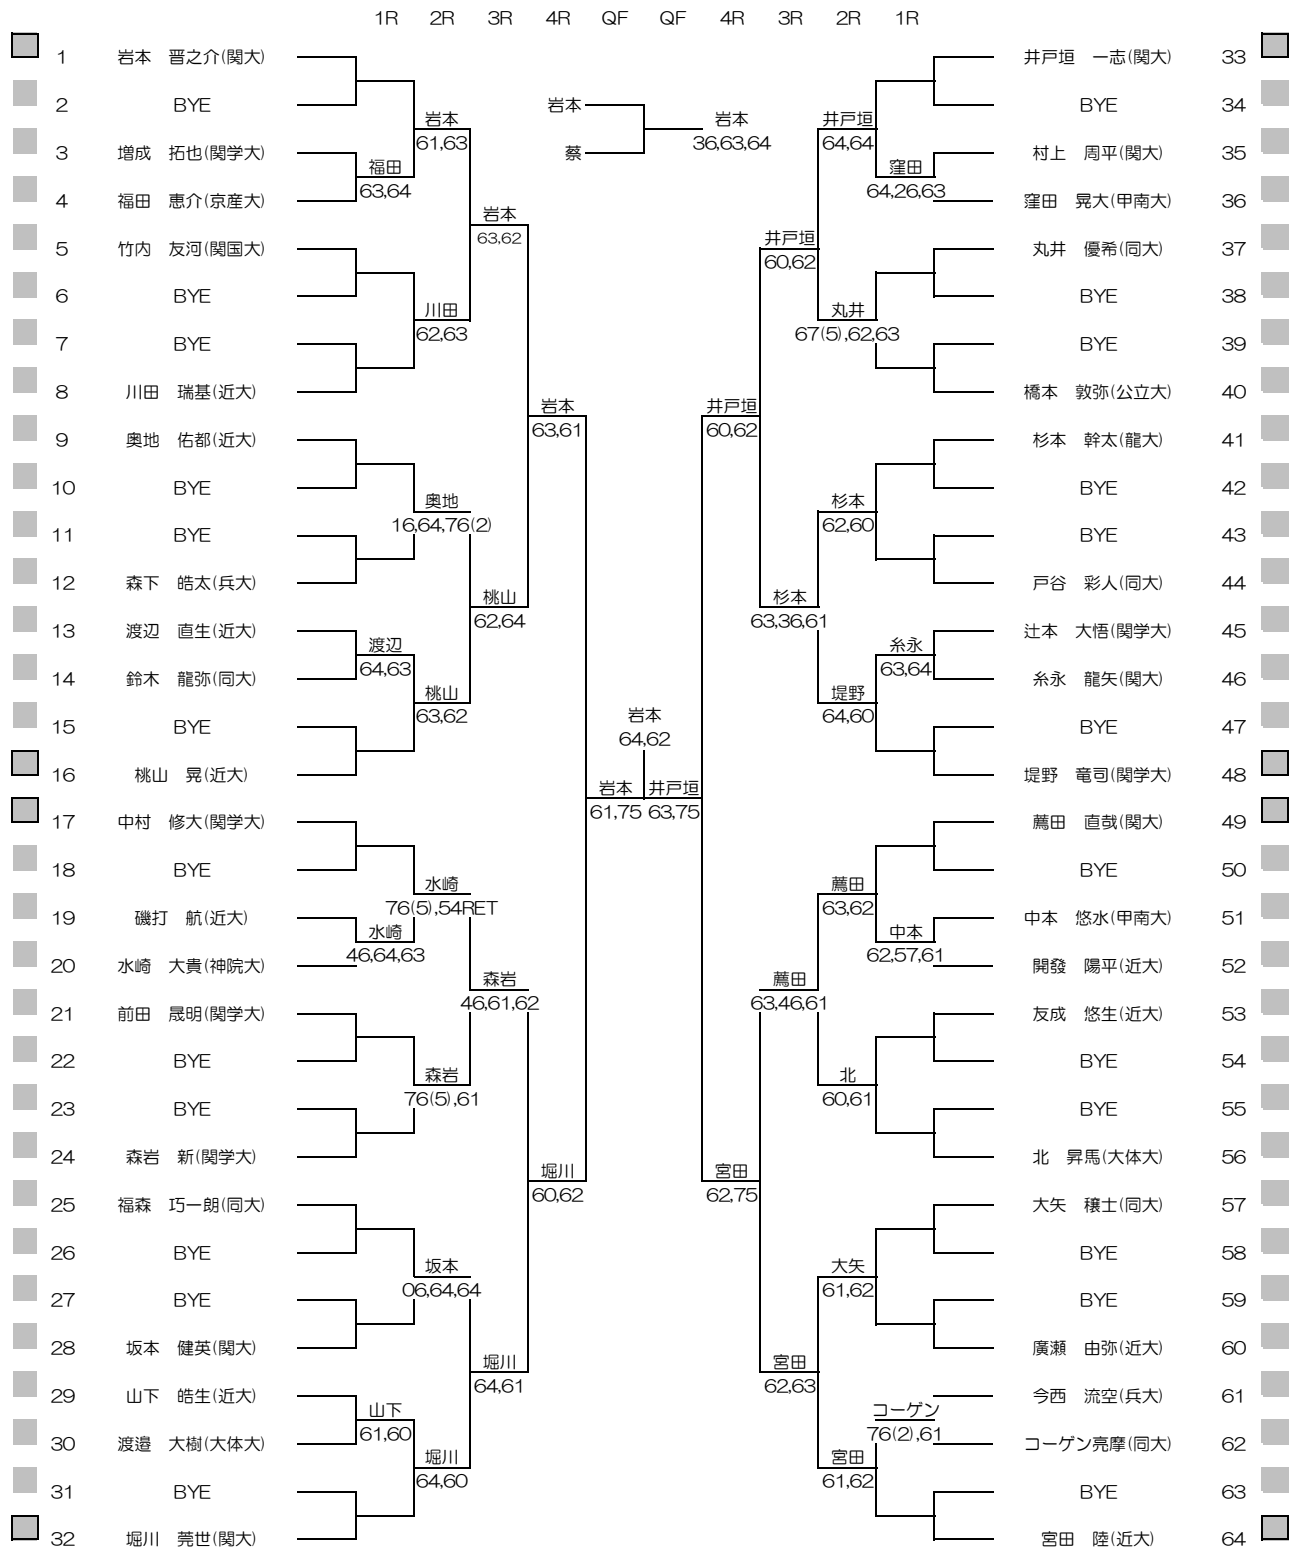 1R 2R 3R 4R QF QF 4R 3R 2R 1R
1 岩本　晋之介(関大) 井戸垣　一志(関大) 33
岩本
2 BYE BYE 34
岩本 岩本 井戸垣
61,63 36,63,64 64,64
3 増成　拓也(関学大) 蔡 村上　周平(関大) 35
福田 窪田
63,64 64,26,63
4 福田　恵介(京産大) 窪田　晃大(甲南大) 36
岩本
63,62 井戸垣
5 竹内　友河(関国大) 丸井　優希(同大) 37
60,62
6 BYE BYE 38
川田 丸井
62,63 67(5),62,63
7 BYE BYE 39
8 川田　瑞基(近大) 橋本　敦弥(公立大) 40
岩本 井戸垣
63,61 60,62
9 奥地　佑都(近大) 杉本　幹太(龍大) 41
10 BYE BYE 42
奥地 杉本
16,64,76(2) 62,60
11 BYE BYE 43
12 森下　皓太(兵大) 戸谷　彩人(同大) 44
桃山 杉本
62,64 63,36,61
13 渡辺　直生(近大) 辻本　大悟(関学大) 45
渡辺 糸永
64,63 63,64
14 鈴木　龍弥(同大) 糸永　龍矢(関大) 46
桃山 堤野
63,62 岩本 64,60
15 BYE BYE 47
64,62
16 桃山　晃(近大) 堤野　竜司(関学大) 48
岩本 井戸垣
61,75 63,75
17 中村　修大(関学大) 薦田　直哉(関大) 49
18 BYE BYE 50
水崎 薦田
76(5),54RET 63,62
19 磯打　航(近大) 中本　悠水(甲南大) 51
水崎 中本
46,64,63 62,57,61
20 水崎　大貴(神院大) 開發　陽平(近大) 52
森岩 薦田
46,61,62 63,46,61
21 前田　晟明(関学大) 友成　悠生(近大) 53
22 BYE BYE 54
森岩 北
76(5),61 60,61
23 BYE BYE 55
24 森岩　新(関学大) 北　昇馬(大体大) 56
堀川 宮田
60,62 62,75
25 福森　巧一朗(同大) 大矢　穣士(同大) 57
26 BYE BYE 58
坂本 大矢
06,64,64 61,62
27 BYE BYE 59
28 坂本　健英(関大) 廣瀬　由弥(近大) 60
堀川 宮田
64,61 62,63
29 山下　皓生(近大) 今西　流空(兵大) 61
山下 コーゲン
61,60 76(2),61
30 渡邉　大樹(大体大) コーゲン亮摩(同大) 62
堀川 宮田
64,60 61,62
31 BYE BYE 63
32 堀川　莞世(関大) 宮田　陸(近大) 64